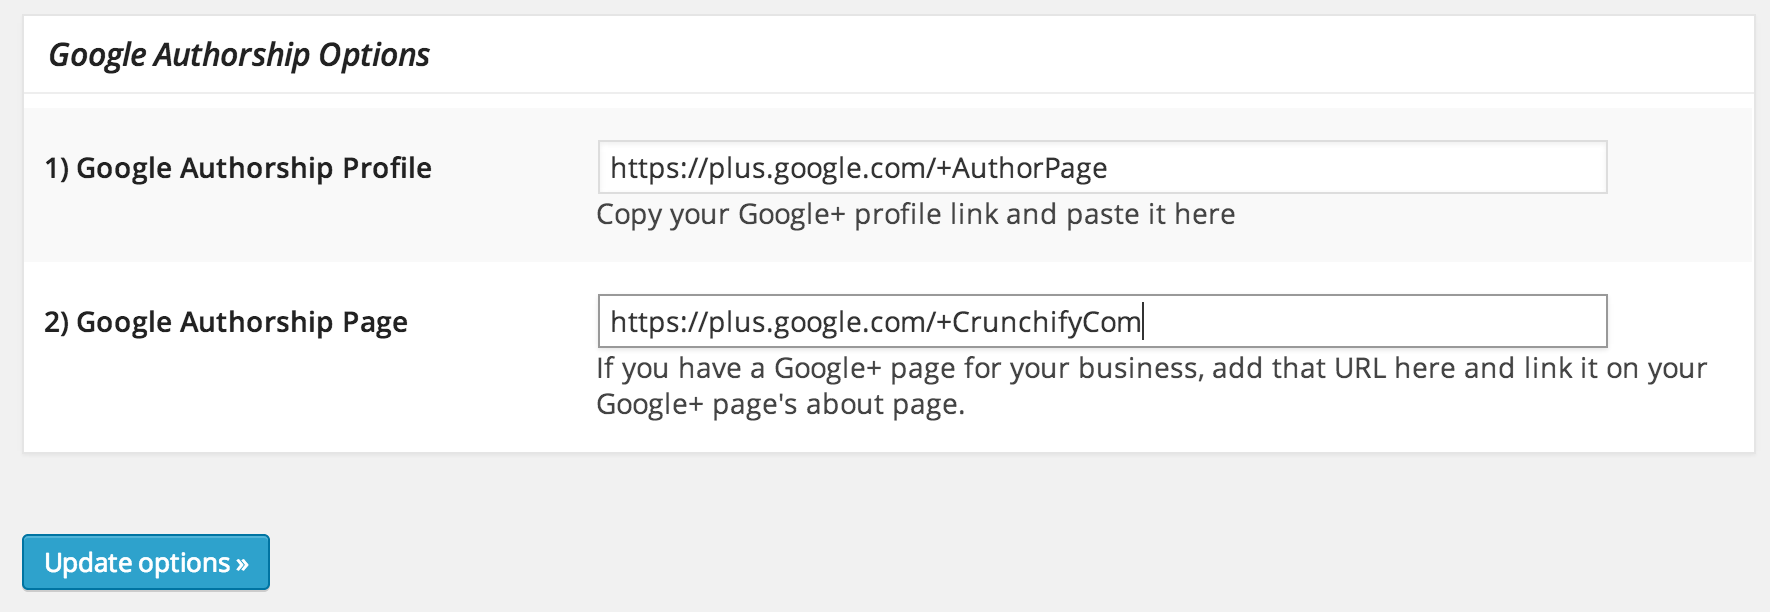 Google Authorship Options
1) Google Authorship Profile
https://plus.google.com/+AuthorPage
Copy your Google+ profile link and paste it here
2) Google Authorship Page
https://plus.google.com/+CrunchifyCom
If you have a Google+ page for your business, add that URL here and link it on your
Google+ page's about page.
Update options »